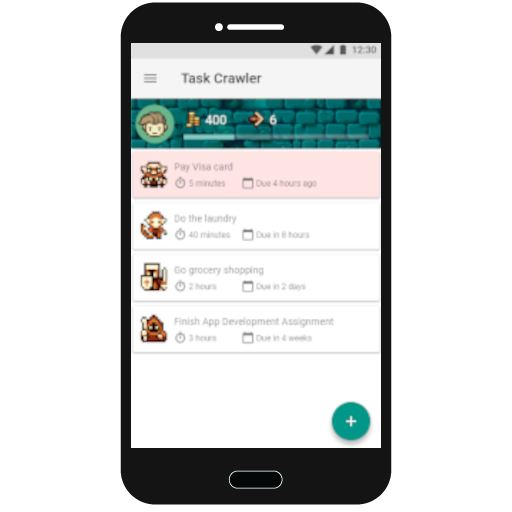 12:30
Task Crawler
400 6
Pay Visa card
5 minutes Due 4 hours ago
Do the laundry
40 minutes Due in 8 hours
Go grocery shopping
2 hours Due in 2 days
Finish App Development Assignment
3 hours Due in 4 weeks
+